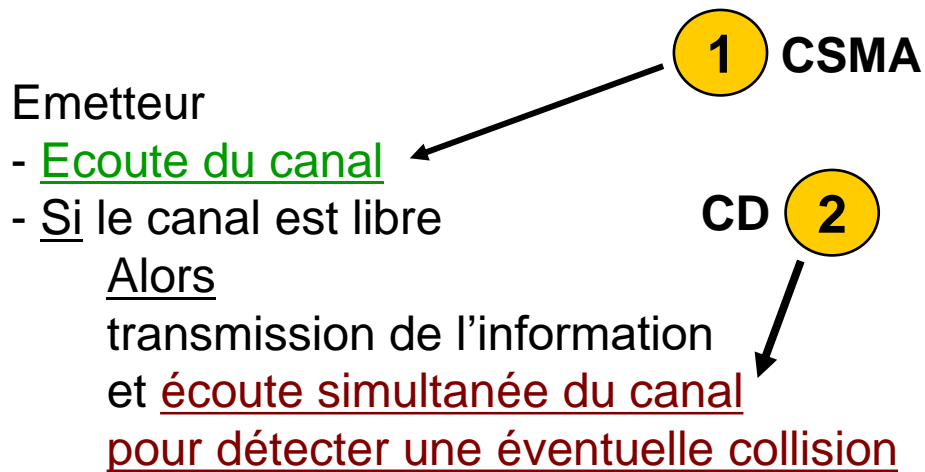 1 CSMA
Emetteur
- Ecoute du canal
- Si le canal est libre
CD 2
Alors
transmission de l'information
et écoute simultanée du canal
pour détecter une éventuelle collision